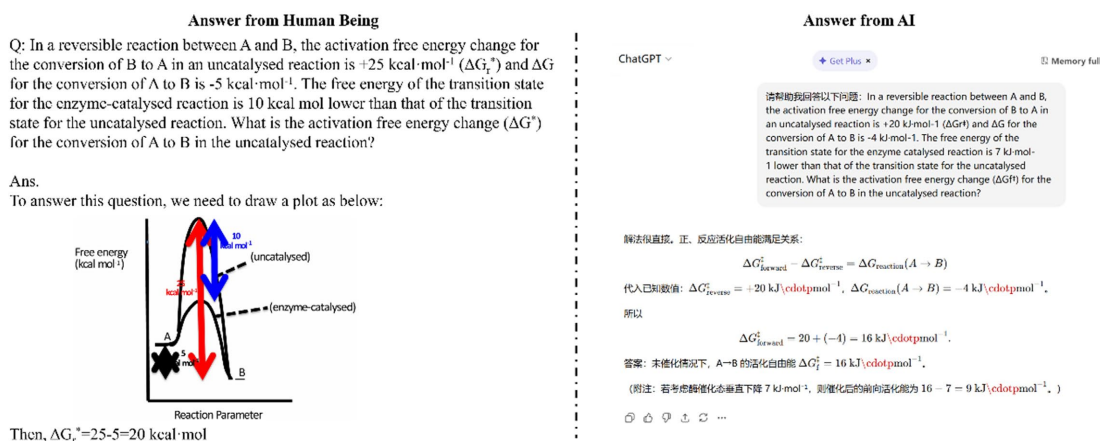 Answer from Human Being
Q: In a reversible reaction between A and B, the activation free energy change for
the conversion of B to A in an uncatalysed reaction is +25 kcal·mol-¹ (ΔGr*) and ΔG
for the conversion of A to B is -5 kcal·mol-¹. The free energy of the transition state
for the enzyme-catalysed reaction is 10 kcal mol lower than that of the transition
state for the uncatalysed reaction. What is the activation free energy change (ΔG*)
for the conversion of A to B in the uncatalysed reaction?
Ans.
To answer this question, we need to draw a plot as below:
Free energy
(kcal mol-¹)
10
kcal mol-¹
(uncatalysed)
(enzyme-catalysed)
A
5
B
Reaction Parameter
Then, ΔGr*=25-5=20 kcal·mol
Answer from AI
ChatGPT
Get Plus ×
Memory full
请帮助我回答以下问题：In a reversible reaction between A and B,
the activation free energy change for the conversion of B to A in
an uncatalysed reaction is +20 kJ·mol-1 (ΔGr‡) and ΔG for the
conversion of A to B is -4 kJ·mol-1. The free energy of the
transition state for the enzyme catalysed reaction is 7 kJ·mol-
1 lower than that of the transition state for the uncatalysed
reaction. What is the activation free energy change (ΔGf‡) for the
conversion of A to B in the uncatalysed reaction?
解法很直接。正、反应活化自由能满足关系：
ΔG‡forward − ΔG‡reverse = ΔGreaction(A → B)
代入已知数值：ΔG‡reverse = +20 kJ\cdotpmol⁻¹，ΔGreaction(A → B) = −4 kJ\cdotpmol⁻¹。
所以
ΔG‡forward = 20 + (−4) = 16 kJ\cdotpmol⁻¹.
答案：未催化情况下，A→B 的活化自由能 ΔG‡f = 16 kJ\cdotpmol⁻¹。
（附注：若考虑酶催化态垂直下降 7 kJ·mol⁻¹，则催化后的前向活化能为 16 − 7 = 9 kJ\cdotpmol⁻¹。）